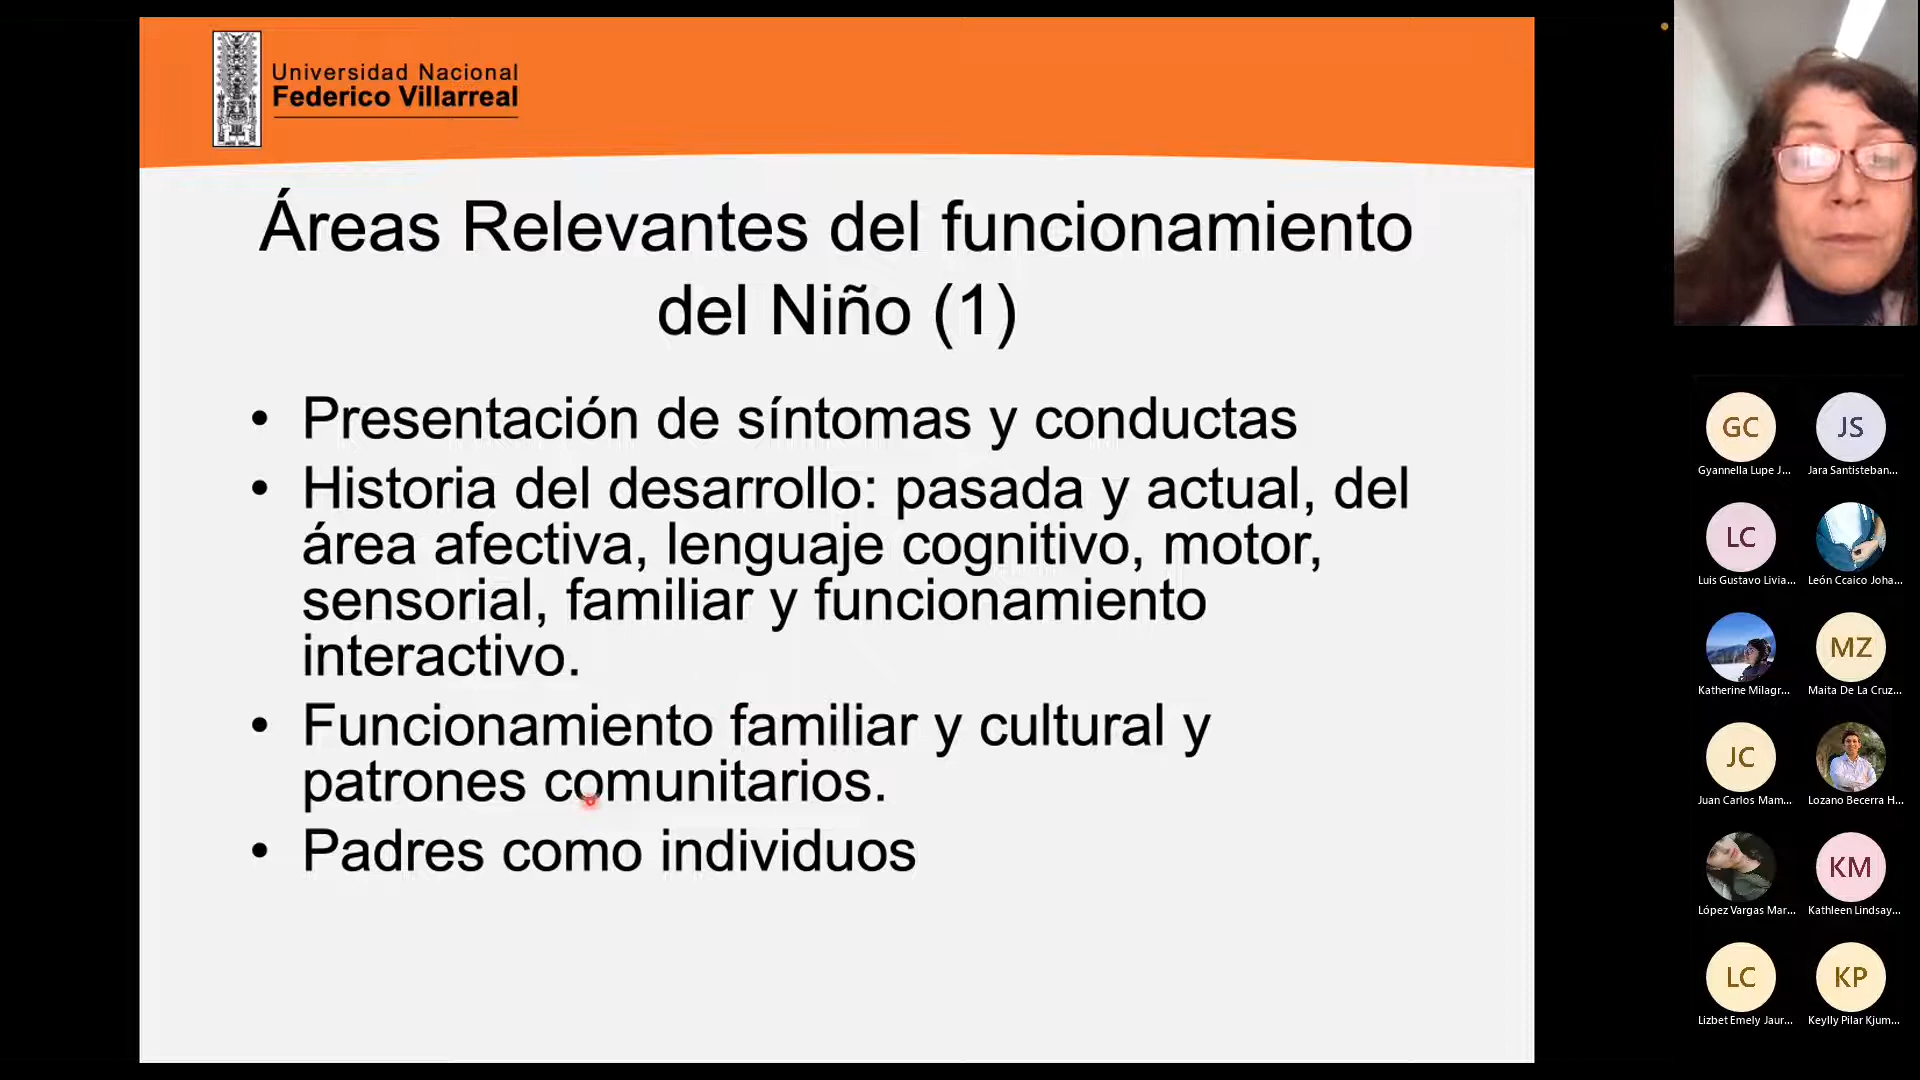 Universidad Nacional
Federico Villarreal
Áreas Relevantes del funcionamiento
del Niño (1)
• Presentación de síntomas y conductas
• Historia del desarrollo: pasada y actual, del
área afectiva, lenguaje cognitivo, motor,
sensorial, familiar y funcionamiento
interactivo.
• Funcionamiento familiar y cultural y
patrones comunitarios.
• Padres como individuos
GC
JS
Gyannella Lupe J...
Jara Santisteban...
LC
Luis Gustavo Livia...
León Ccaico Joha...
MZ
Katherine Milagr...
Maita De La Cruz...
JC
Juan Carlos Mam...
Lozano Becerra H...
KM
López Vargas Mar...
Kathleen Lindsay...
LC
KP
Lizbet Emely Jaur...
Keylly Pilar Kjum...